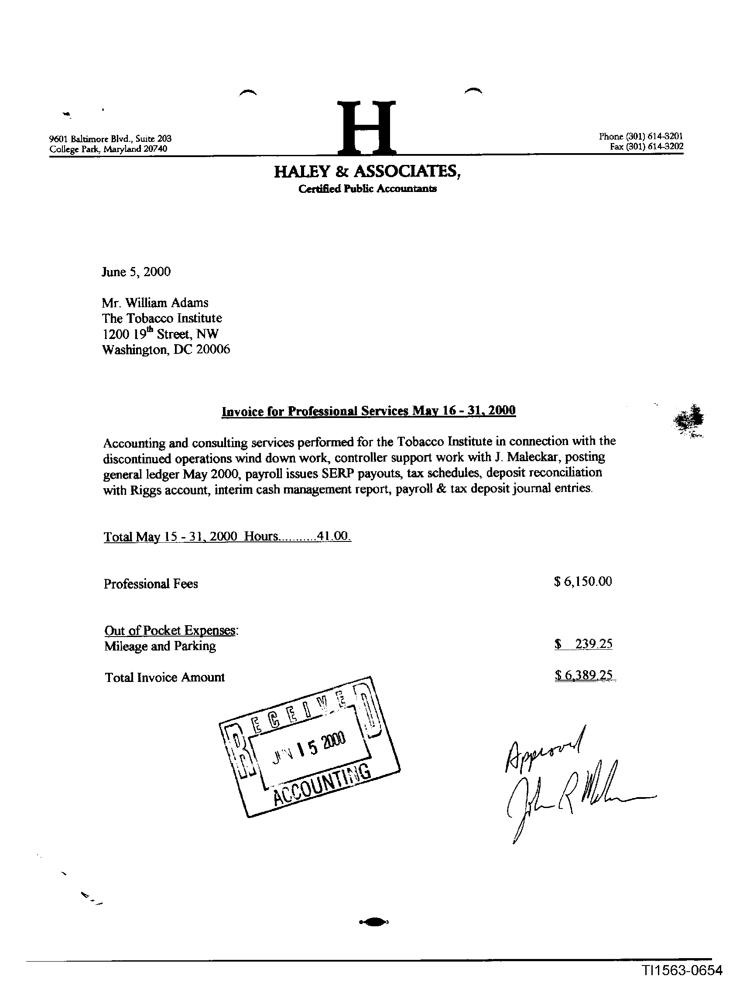 H
9601 Baltimore Blvd., Suite 203
College Park, Maryland 20740
Phone (301) 614-3201
Fax (301) 614-3202
HALEY & ASSOCIATES,
Certified Public Accountants
June 5, 2000
Mr. William Adams
The Tobacco Institute
1200 19th Street, NW
Washington, DC 20006
Invoice for Professional Services May 16 - 31, 2000
Accounting and consulting services performed for the Tobacco Institute in connection with the
discontinued operations wind down work, controller support work with J. Maleckar, posting
general ledger May 2000, payroll issues SERP payouts, tax schedules, deposit reconciliation
with Riggs account, interim cash management report, payroll & tax deposit journal entries.
Total May 15 - 31, 2000 Hours...........41.00.
Professional Fees $ 6,150.00
Out of Pocket Expenses:
Mileage and Parking $ 239.25
Total Invoice Amount $ 6,389.25
RECEIVED
JUN 15 2000
ACCOUNTING
Approved
John R
TI1563-0654